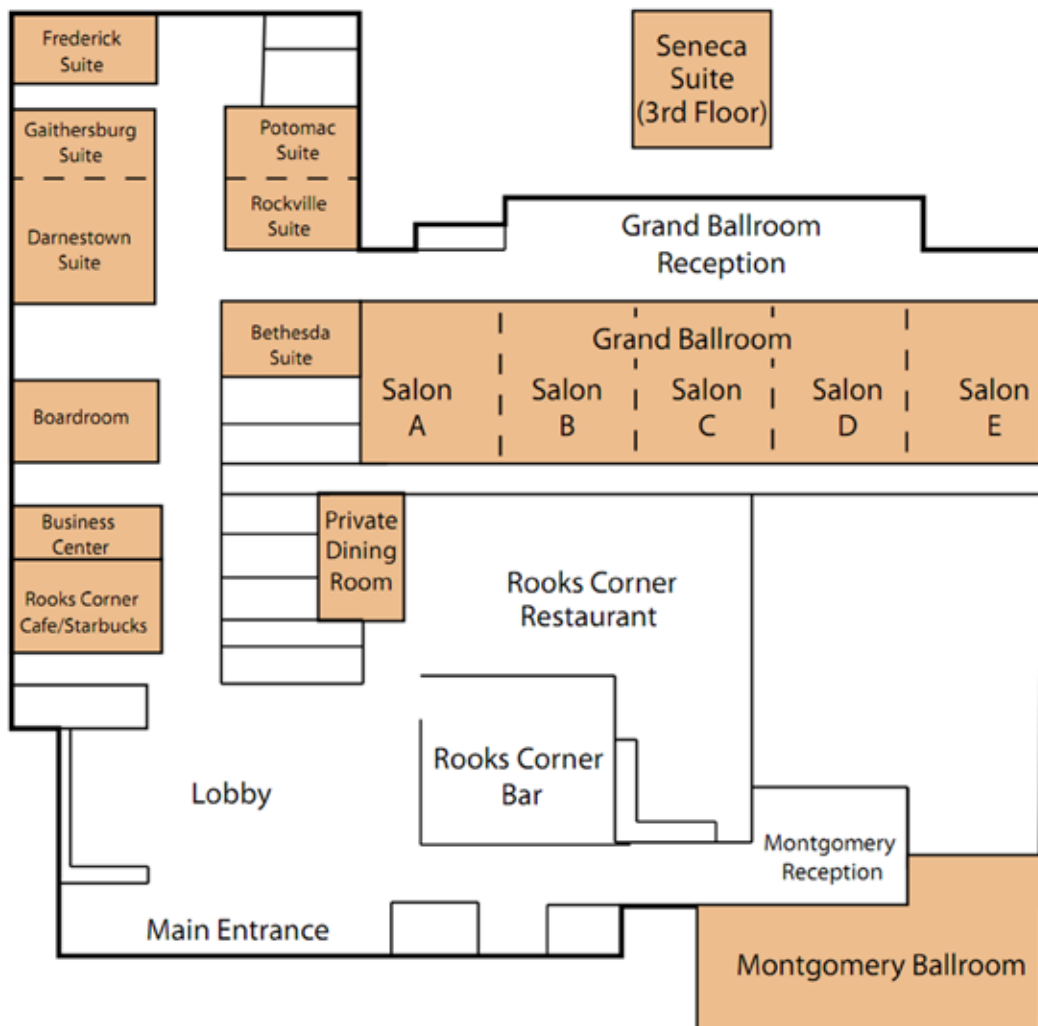 Frederick
Suite
Seneca
Suite
(3rd Floor)
Gaithersburg
Suite
Potomac
Suite
Darnestown
Suite
Rockville
Suite
Grand Ballroom
Reception
Bethesda
Suite
Grand Ballroom
Salon
A
Salon
B
Salon
C
Salon
D
Salon
E
Boardroom
Business
Center
Private
Dining
Room
Rooks Corner
Cafe/Starbucks
Rooks Corner
Restaurant
Lobby
Rooks Corner
Bar
Montgomery
Reception
Main Entrance
Montgomery Ballroom